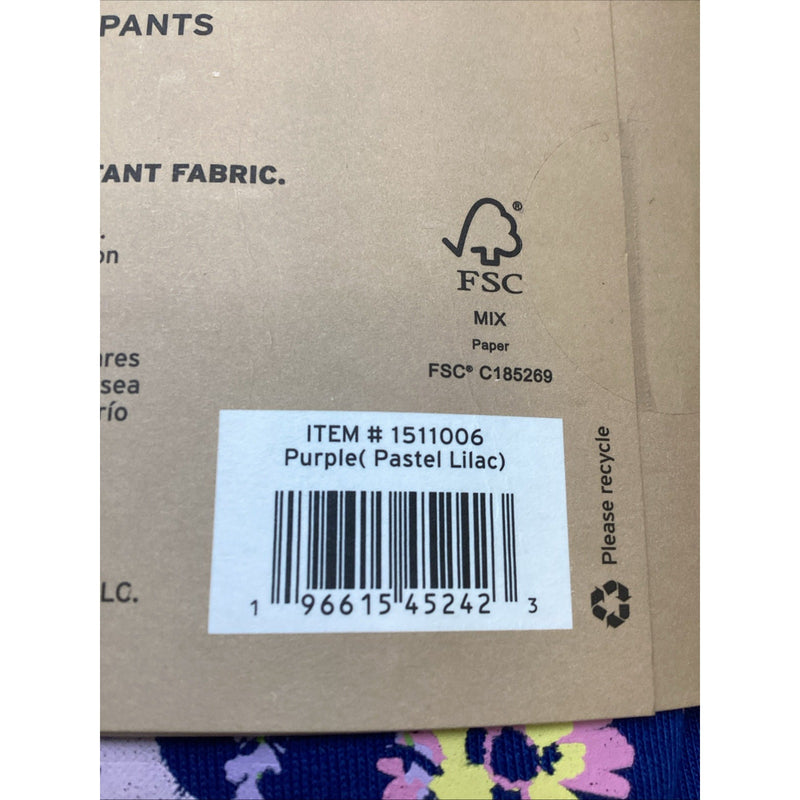 PANTS
TANT FABRIC.
on
ares
sea
río
LC.
®
FSC
MIX
Paper
FSC® C185269
ITEM # 1511006
Purple( Pastel Lilac)
1 96615 45242 3
Please recycle